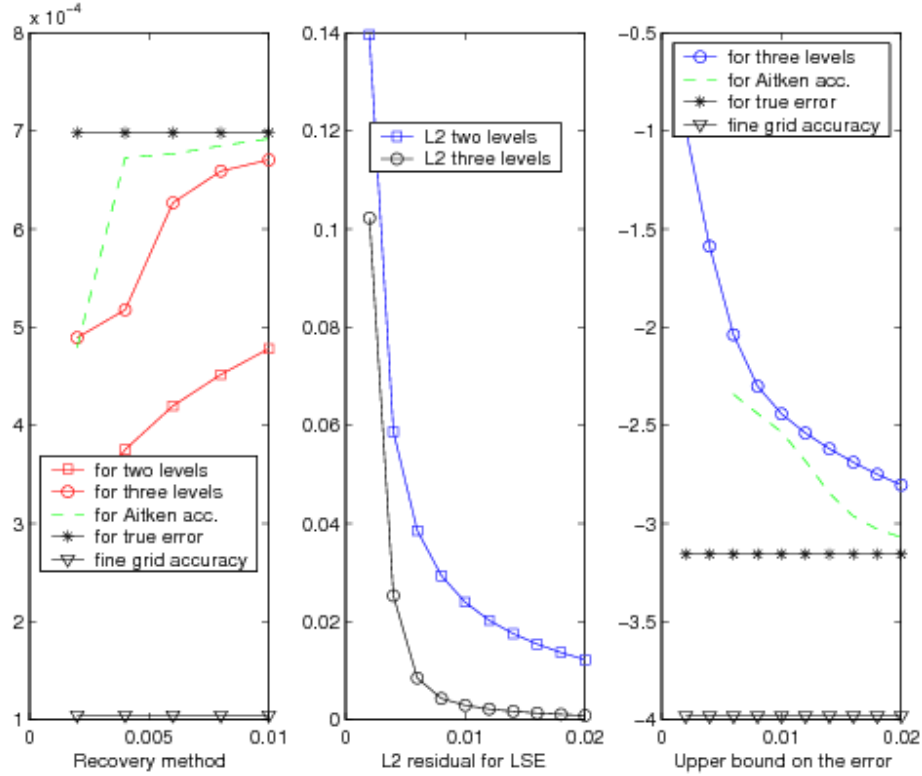 x 10⁻⁴
8
7
6
5
4
3
2
1
0
0.005
0.01
Recovery method
for two levels
for three levels
for Aitken acc.
for true error
fine grid accuracy
0.14
0.12
0.1
0.08
0.06
0.04
0.02
0
0
0.01
0.02
L2 residual for LSE
L2 two levels
L2 three levels
-0.5
-1
-1.5
-2
-2.5
-3
-3.5
-4
0
0.01
0.02
Upper bound on the error
for three levels
for Aitken acc.
for true error
fine grid accuracy